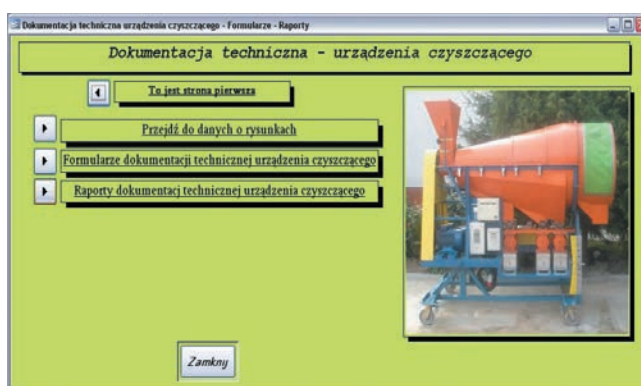 Dokumentacja techniczna urządzenia czyszczącego - Formularze - Raporty
Dokumentacja techniczna - urządzenia czyszczącego
To jest strona pierwsza
Przejdź do danych o rysunkach
Formularze dokumentacji technicznej urządzenia czyszczącego
Raporty dokumentacj technicznej urządzenia czyszczącego
Zamkny